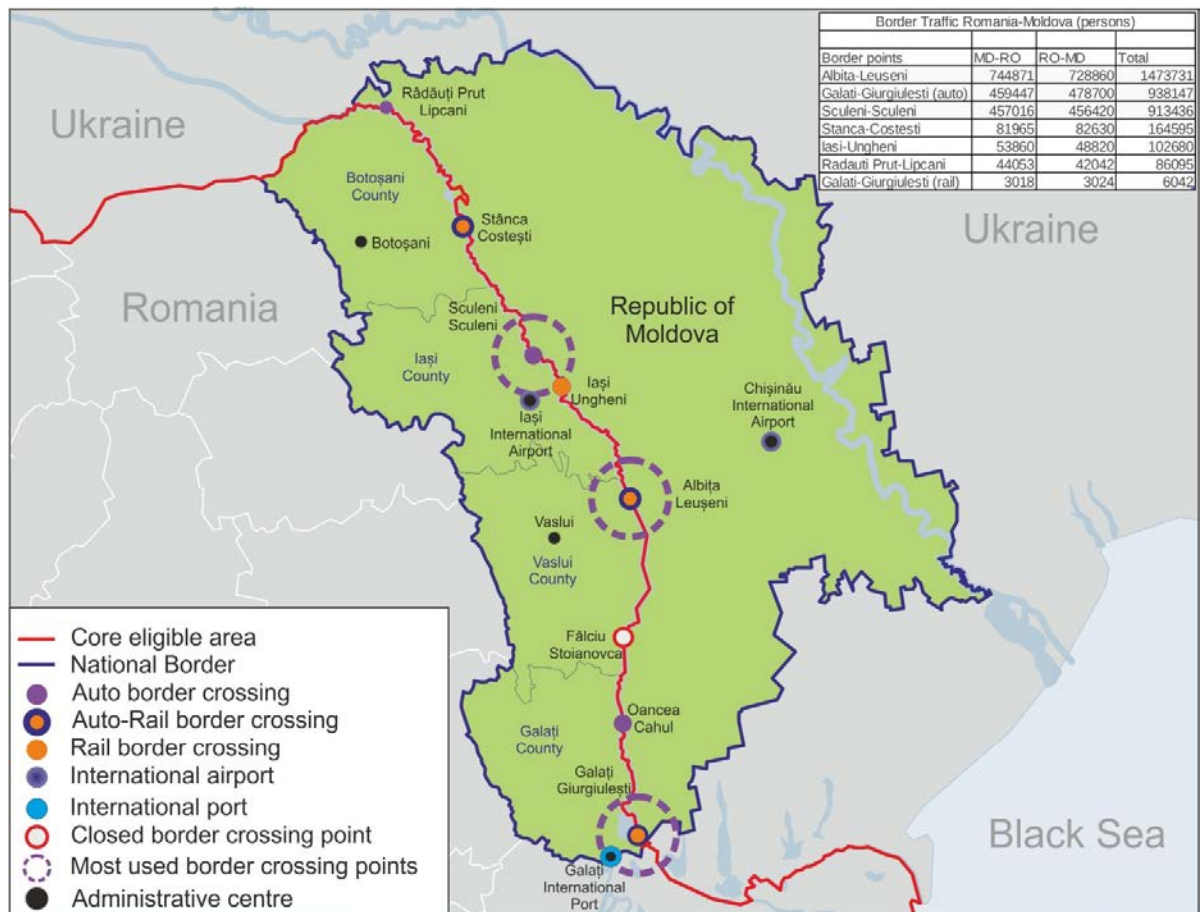 Border Traffic Romania-Moldova (persons)
Border points MD-RO RO-MD Total
Albita-Leuseni 744871 728860 1473731
Galati-Giurgiulesti (auto) 459447 478700 938147
Sculeni-Sculeni 457016 456420 913436
Stanca-Costesti 81965 82630 164595
Iasi-Ungheni 53860 48820 102680
Radauti Prut-Lipcani 44053 42042 86095
Galati-Giurgiulesti (rail) 3018 3024 6042
Ukraine
Rădăuți Prut
Lipcani
Botoșani
County
Botoșani
Stânca
Costești
Ukraine
Romania
Republic of
Moldova
Sculeni
Sculeni
Iași
County
Iași
Ungheni
Iași
International
Airport
Chișinău
International
Airport
Albița
Leușeni
Vaslui
Vaslui
County
Fălciu
Stoianovca
Oancea
Cahul
Galați
County
Galați
Giurgiulești
Galați
International
Port
Black Sea
Core eligible area
National Border
Auto border crossing
Auto-Rail border crossing
Rail border crossing
International airport
International port
Closed border crossing point
Most used border crossing points
Administrative centre